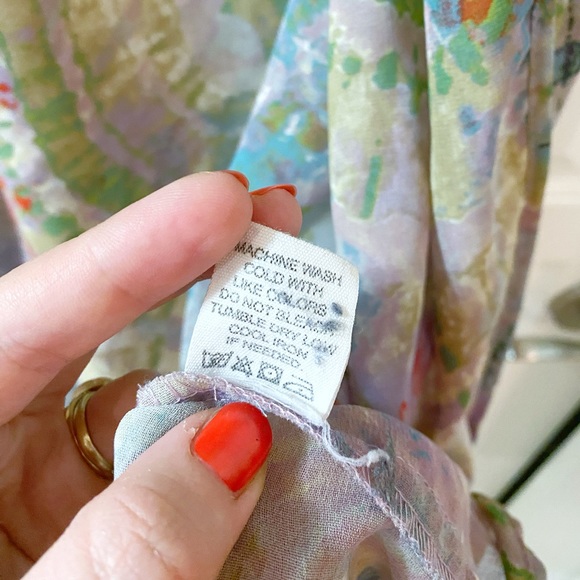 MACHINE WASH
COLD WITH
LIKE COLORS
DO NOT BLEACH
TUMBLE DRY LOW
COOL IRON
IF NEEDED.